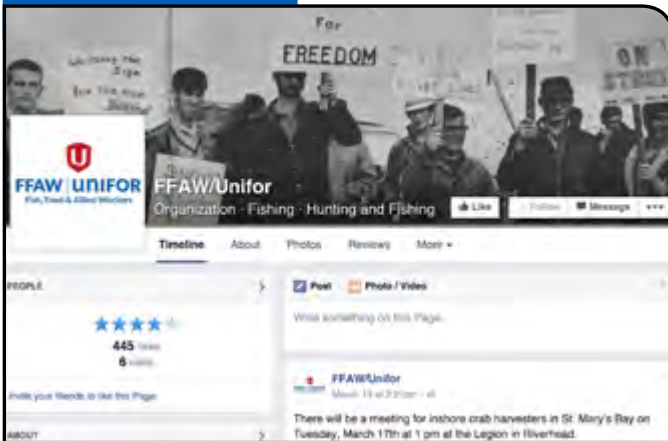 For
FREEDOM
ON
FFAW UNIFOR
Fish, Food & Allied Workers
FFAW/Unifor
Organization · Fishing · Hunting and Fishing
Like
Follow
Message
Timeline
About
Photos
Reviews
More
PEOPLE
445 likes
6 visits
Invite your friends to like this Page
ABOUT
Post
Photo / Video
Write something on this Page...
FFAW/Unifor
There will be a meeting for inshore crab harvesters in St. Mary's Bay on
Tuesday, March 17th at 1 pm at the Legion in Riverhead.